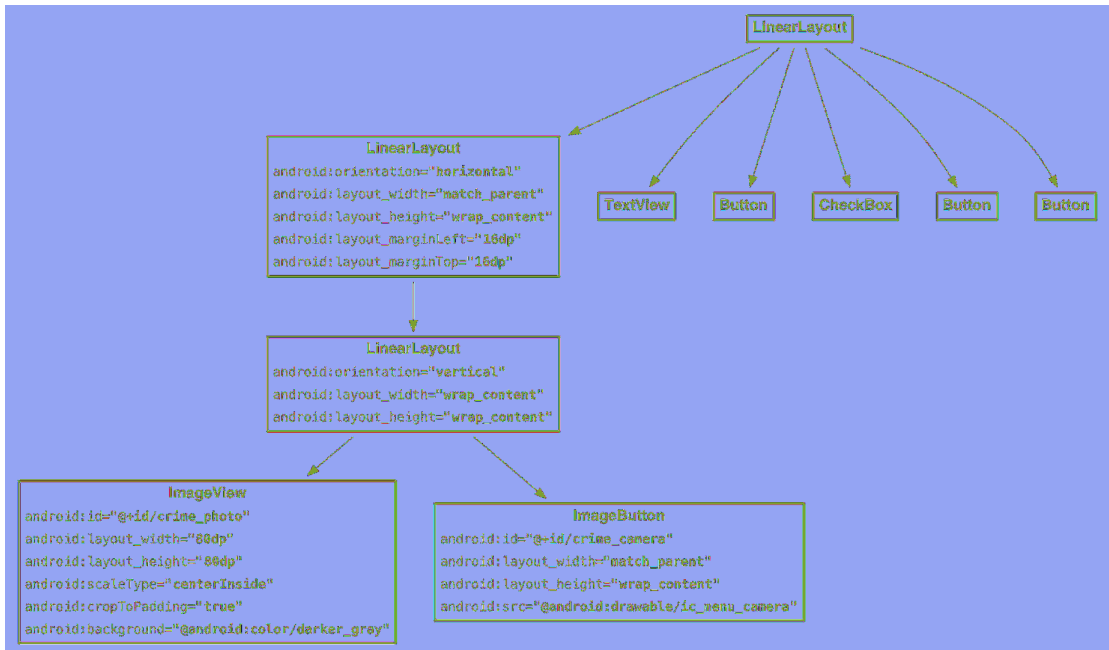 LinearLayout
LinearLayout
android:orientation="horizontal"
android:layout_width="match_parent"
android:layout_height="wrap_content"
android:layout_marginLeft="16dp"
android:layout_marginTop="16dp"
TextView
Button
CheckBox
Button
Button
LinearLayout
android:orientation="vertical"
android:layout_width="wrap_content"
android:layout_height="wrap_content"
ImageView
android:id="@+id/crime_photo"
android:layout_width="80dp"
android:layout_height="80dp"
android:scaleType="centerInside"
android:cropToPadding="true"
android:background="@android:color/darker_gray"
ImageButton
android:id="@+id/crime_camera"
android:layout_width="match_parent"
android:layout_height="wrap_content"
android:src="@android:drawable/ic_menu_camera"